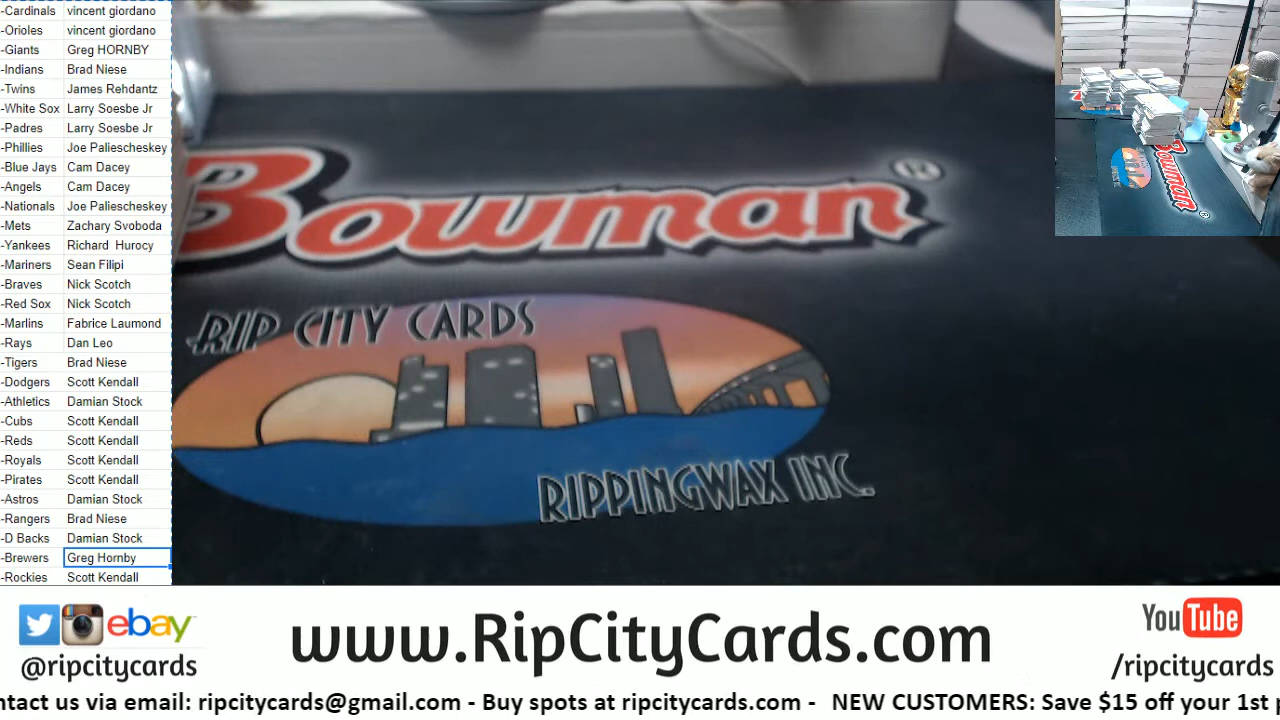 -Cardinals vincent giordano
-Orioles vincent giordano
-Giants Greg HORNBY
-Indians Brad Niese
-Twins James Rehdantz
-White Sox Larry Soesbe Jr
-Padres Larry Soesbe Jr
-Phillies Joe Paliescheskey
-Blue Jays Cam Dacey
-Angels Cam Dacey
-Nationals Joe Paliescheskey
-Mets Zachary Svoboda
-Yankees Richard Hurocy
-Mariners Sean Filipi
-Braves Nick Scotch
-Red Sox Nick Scotch
-Marlins Fabrice Laumond
-Rays Dan Leo
-Tigers Brad Niese
-Dodgers Scott Kendall
-Athletics Damian Stock
-Cubs Scott Kendall
-Reds Scott Kendall
-Royals Scott Kendall
-Pirates Scott Kendall
-Astros Damian Stock
-Rangers Brad Niese
-D Backs Damian Stock
-Brewers Greg Hornby
-Rockies Scott Kendall
Bowman®
RIP CITY CARDS
RIPPINGWAX INC.
Bowman®
ebay
@ripcitycards
www.RipCityCards.com
YouTube
/ripcitycards
ntact us via email: ripcitycards@gmail.com - Buy spots at ripcitycards.com - NEW CUSTOMERS: Save $15 off your 1st